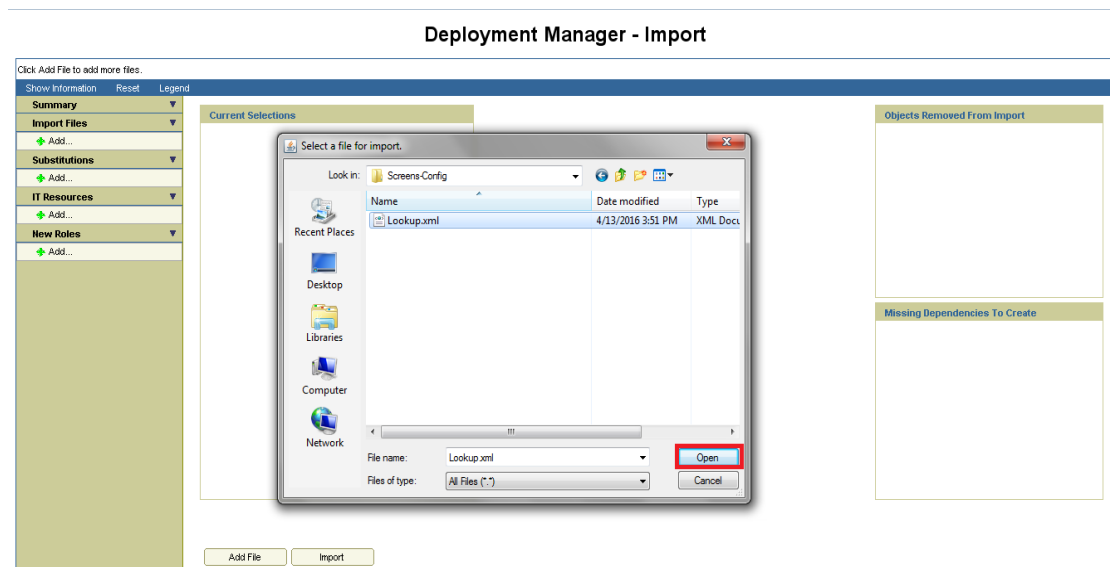 Deployment Manager - Import
Click Add File to add more files.
Show Information Reset Legend
Summary
Import Files
Add...
Substitutions
Add...
IT Resources
Add...
New Roles
Add...
Current Selections
Select a file for import.
Look in: Screens-Config
Recent Places
Desktop
Libraries
Computer
Network
Name Date modified Type
Lookup.xml 4/13/2016 3:51 PM XML Docu
File name: Lookup.xml Open
Files of type: All Files (*.*) Cancel
Objects Removed From Import
Missing Dependencies To Create
Add File Import